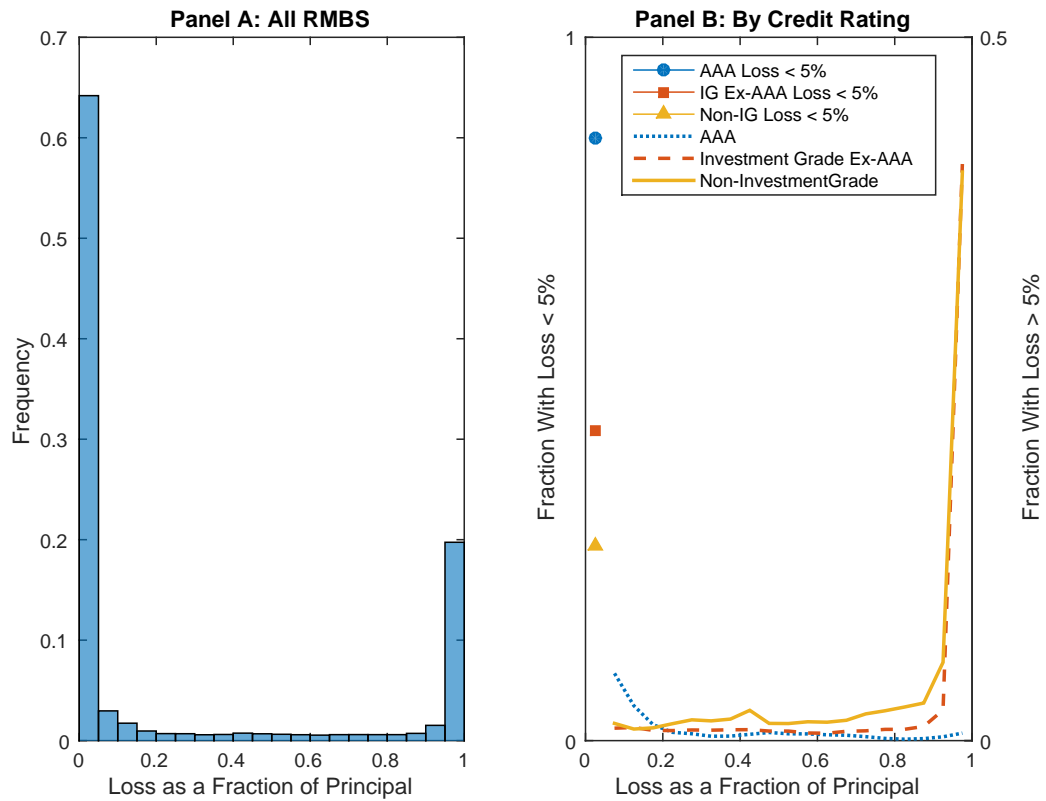 Panel A: All RMBS
0.7
0.6
0.5
0.4
0.3
0.2
0.1
0
Frequency
0 0.2 0.4 0.6 0.8 1
Loss as a Fraction of Principal
Panel B: By Credit Rating
1
1
Fraction With Loss < 5%
AAA Loss < 5%
IG Ex-AAA Loss < 5%
Non-IG Loss < 5%
AAA
Investment Grade Ex-AAA
Non-InvestmentGrade
0.5
0
Fraction With Loss > 5%
0 0.2 0.4 0.6 0.8 1
Loss as a Fraction of Principal